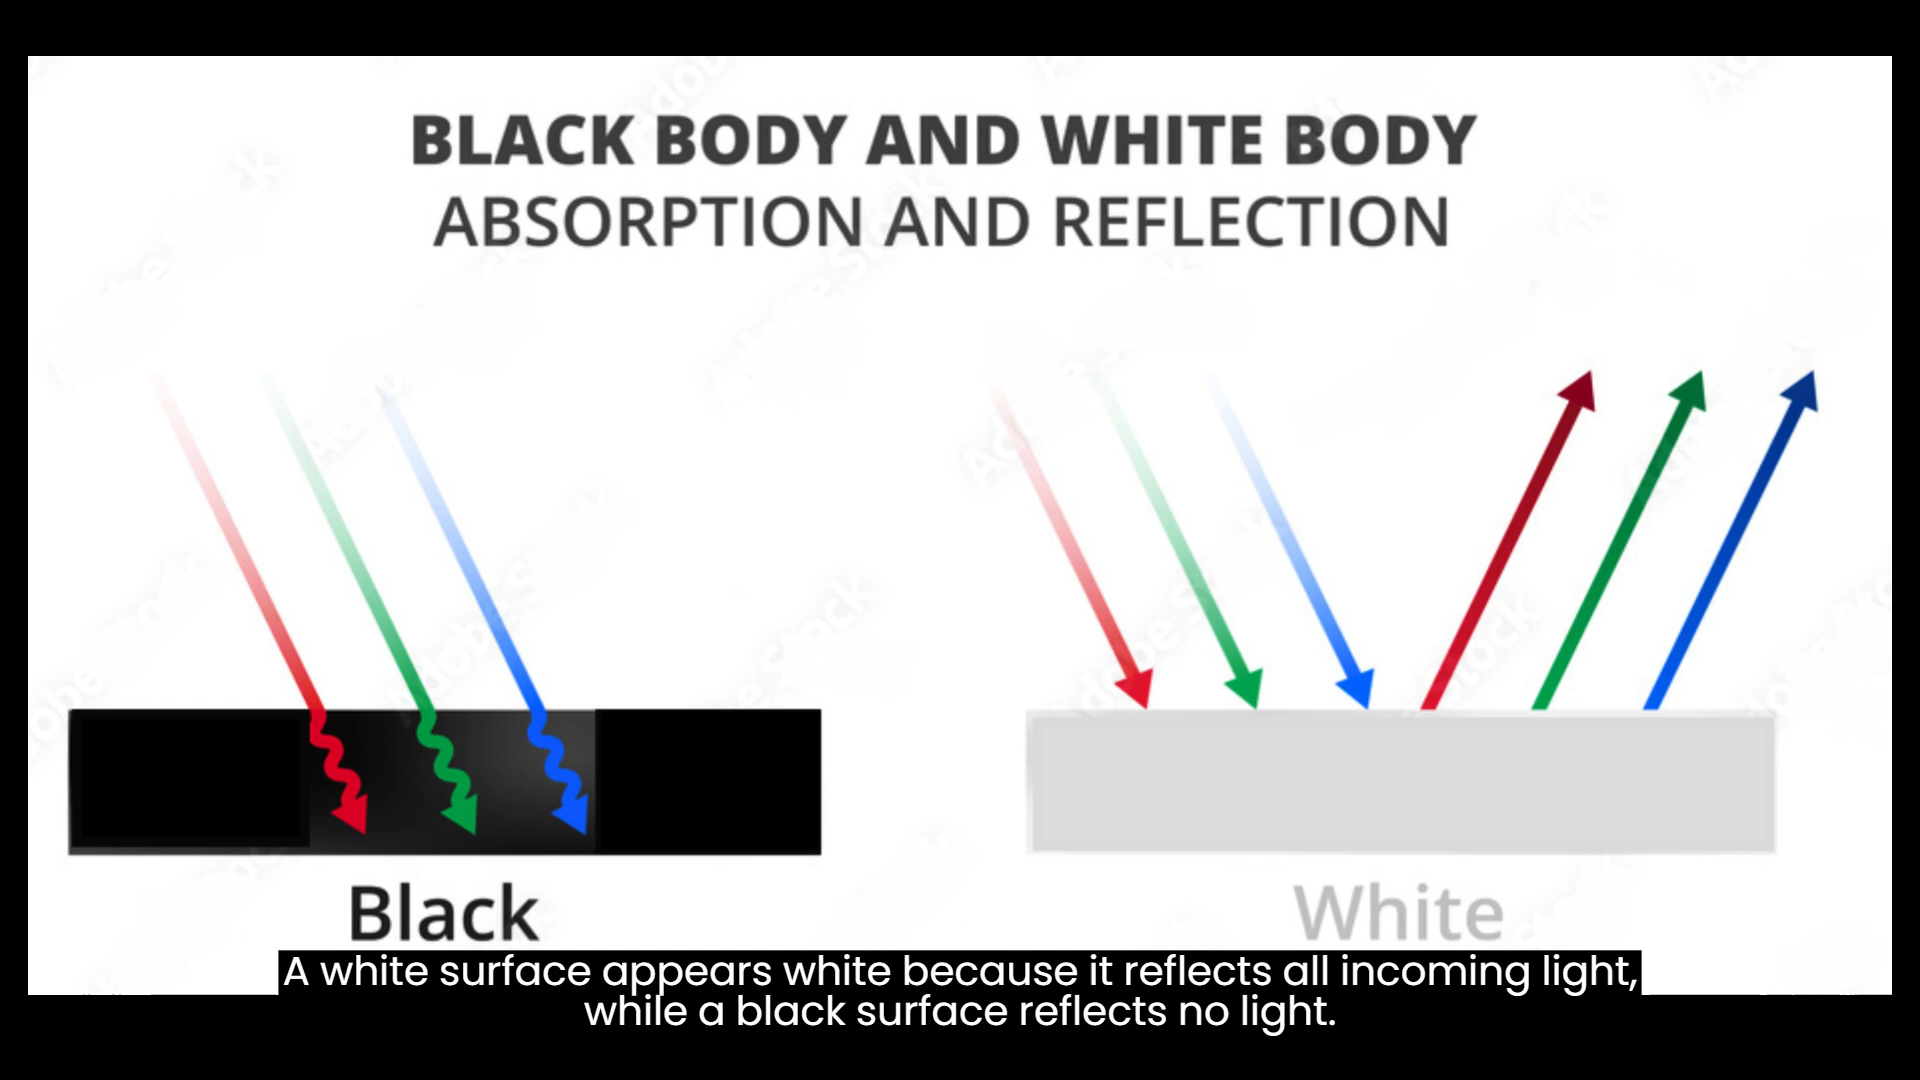 BLACK BODY AND WHITE BODY
ABSORPTION AND REFLECTION
Black
White
A white surface appears white because it reflects all incoming light,
while a black surface reflects no light.